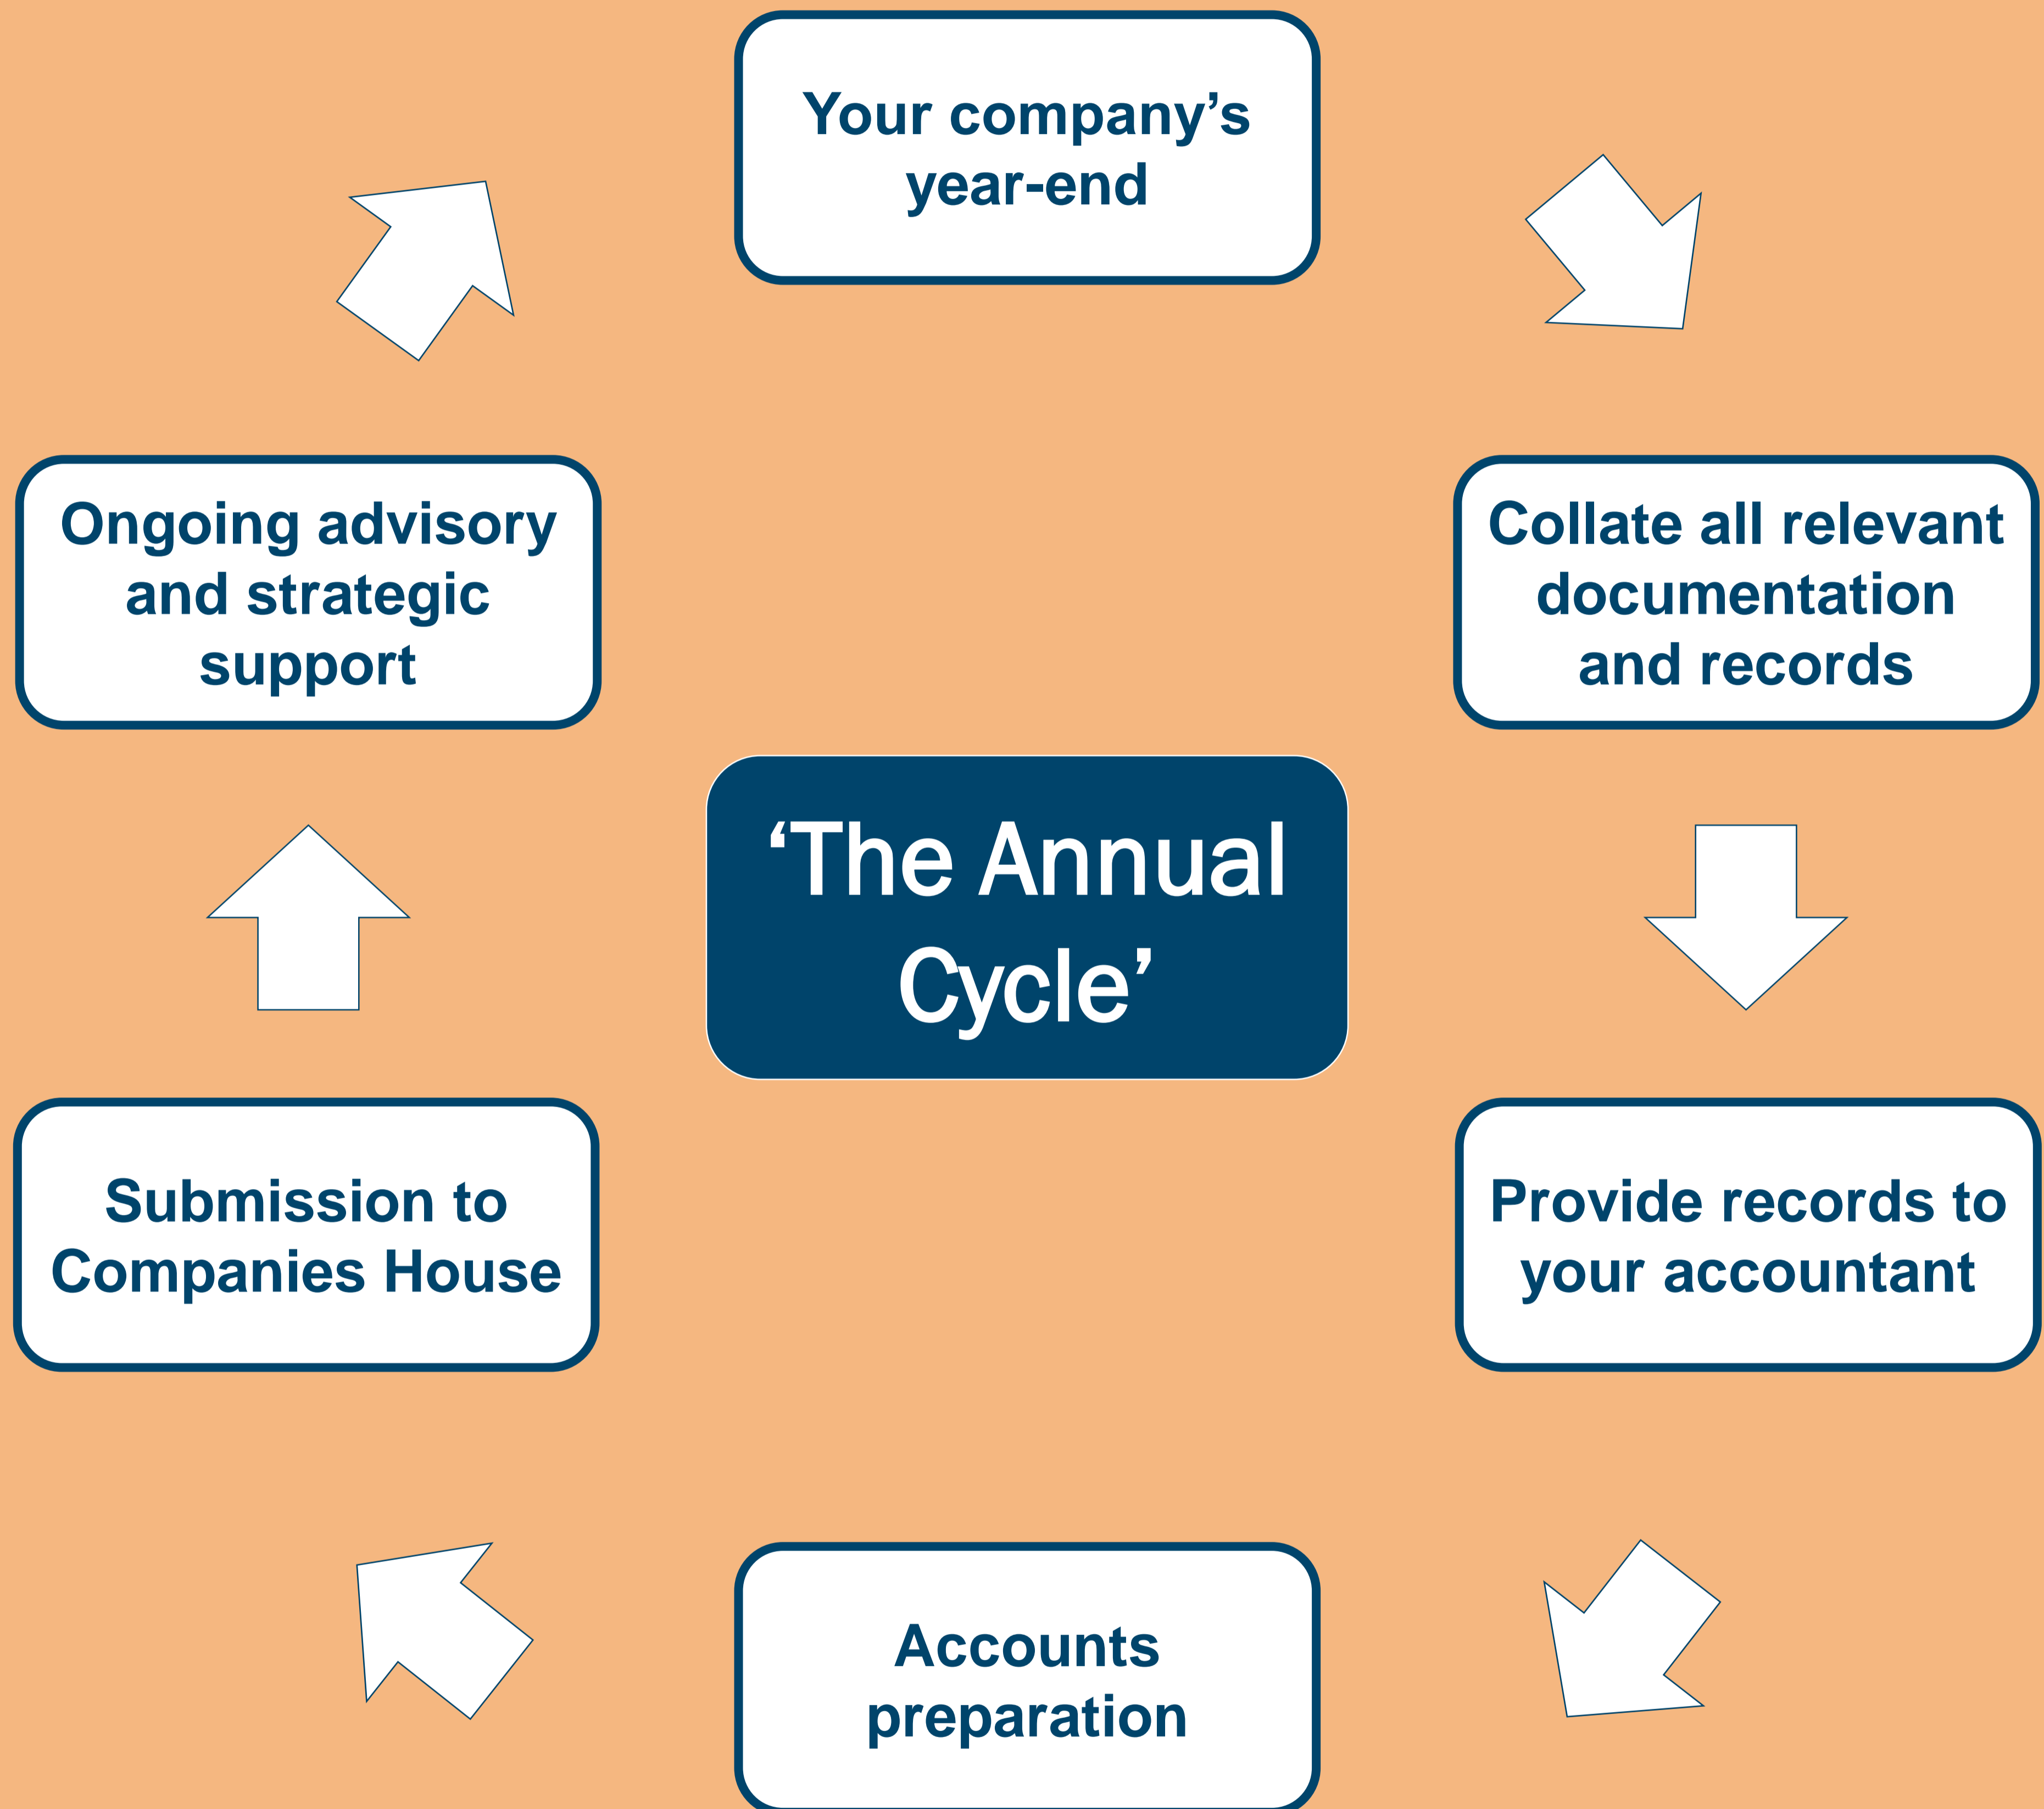 Your company’s
year-end
Collate all relevant
documentation
and records
Provide records to
your accountant
Accounts
preparation
Submission to
Companies House
Ongoing advisory
and strategic
support
‘The Annual
Cycle’